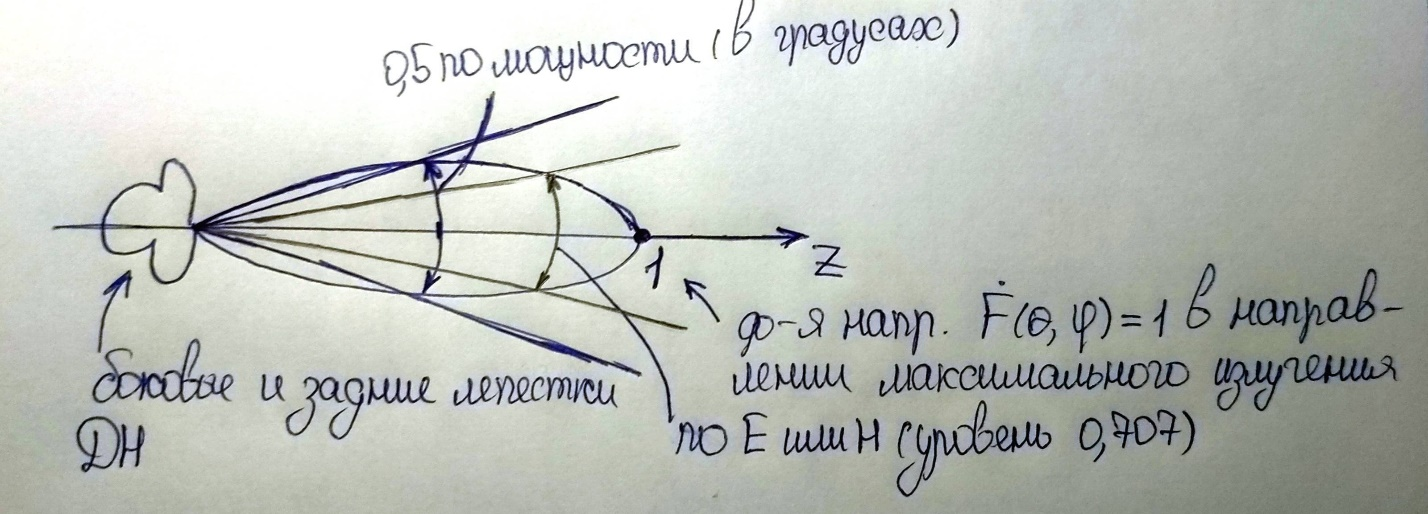 0,5 по мощности (в градусах)
1
Z
ф-я напр. Ḟ(θ, φ) = 1 в направ-
лении максимального излучения
боковые и задние лепестки
ДН
по E или H (уровень 0,707)